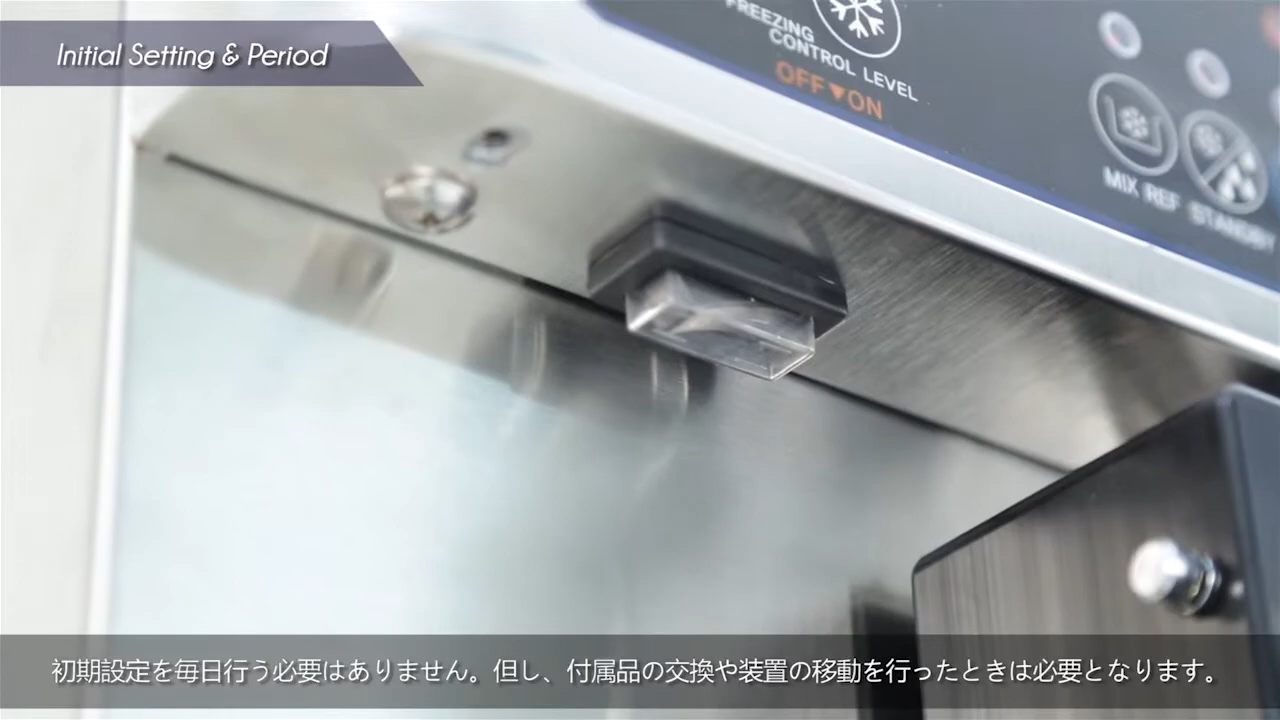 Initial Setting & Period
FREEZING
CONTROL LEVEL
OFF▼ON
MIX REF
STANDBY
初期設定を毎日行う必要はありません。但し、付属品の交換や装置の移動を行ったときは必要となります。